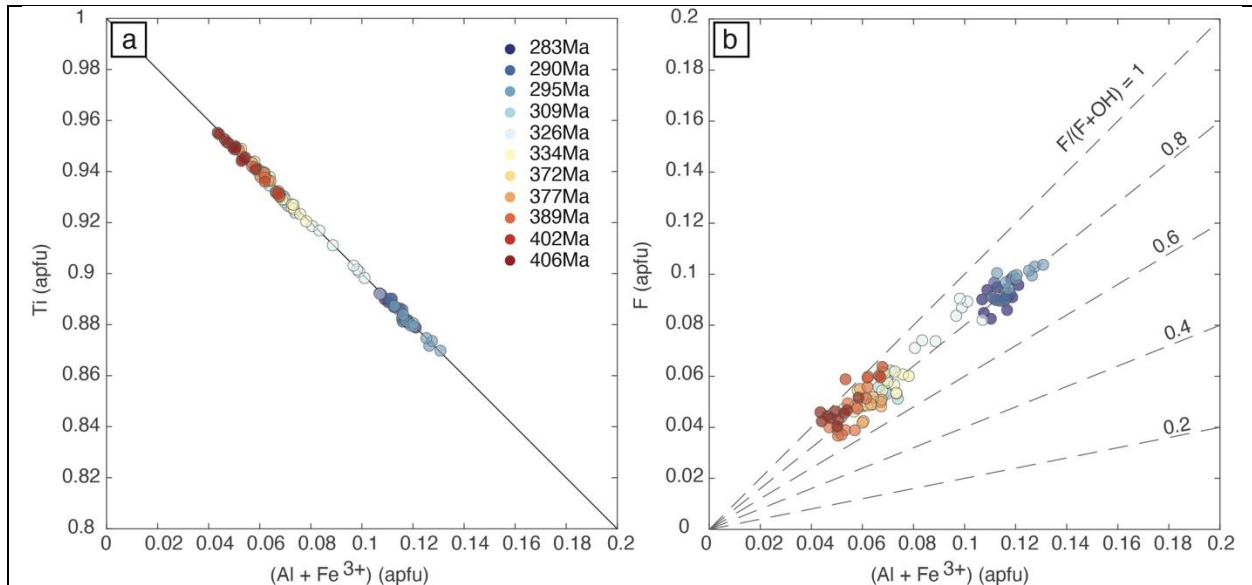 a
1
0.98
0.96
0.94
0.92
0.9
0.88
0.86
0.84
0.82
0.8
Ti (apfu)
0 0.02 0.04 0.06 0.08 0.1 0.12 0.14 0.16 0.18 0.2
(Al + Fe 3+) (apfu)
283Ma
290Ma
295Ma
309Ma
326Ma
334Ma
372Ma
377Ma
389Ma
402Ma
406Ma
b
0.2
0.18
0.16
0.14
0.12
0.1
0.08
0.06
0.04
0.02
0
F (apfu)
F/(F+OH) = 1
0.8
0.6
0.4
0.2
0 0.02 0.04 0.06 0.08 0.1 0.12 0.14 0.16 0.18 0.2
(Al + Fe 3+) (apfu)